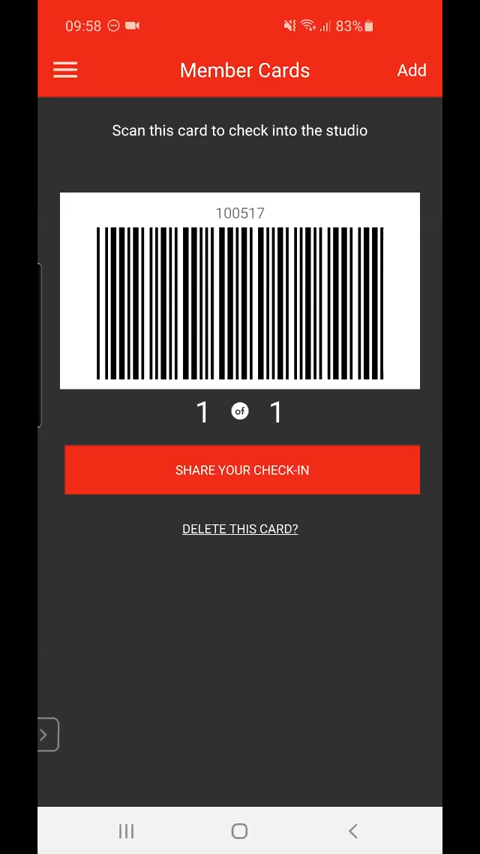 09:58 83%
Member Cards Add
Scan this card to check into the studio
100517
1 of 1
SHARE YOUR CHECK-IN
DELETE THIS CARD?